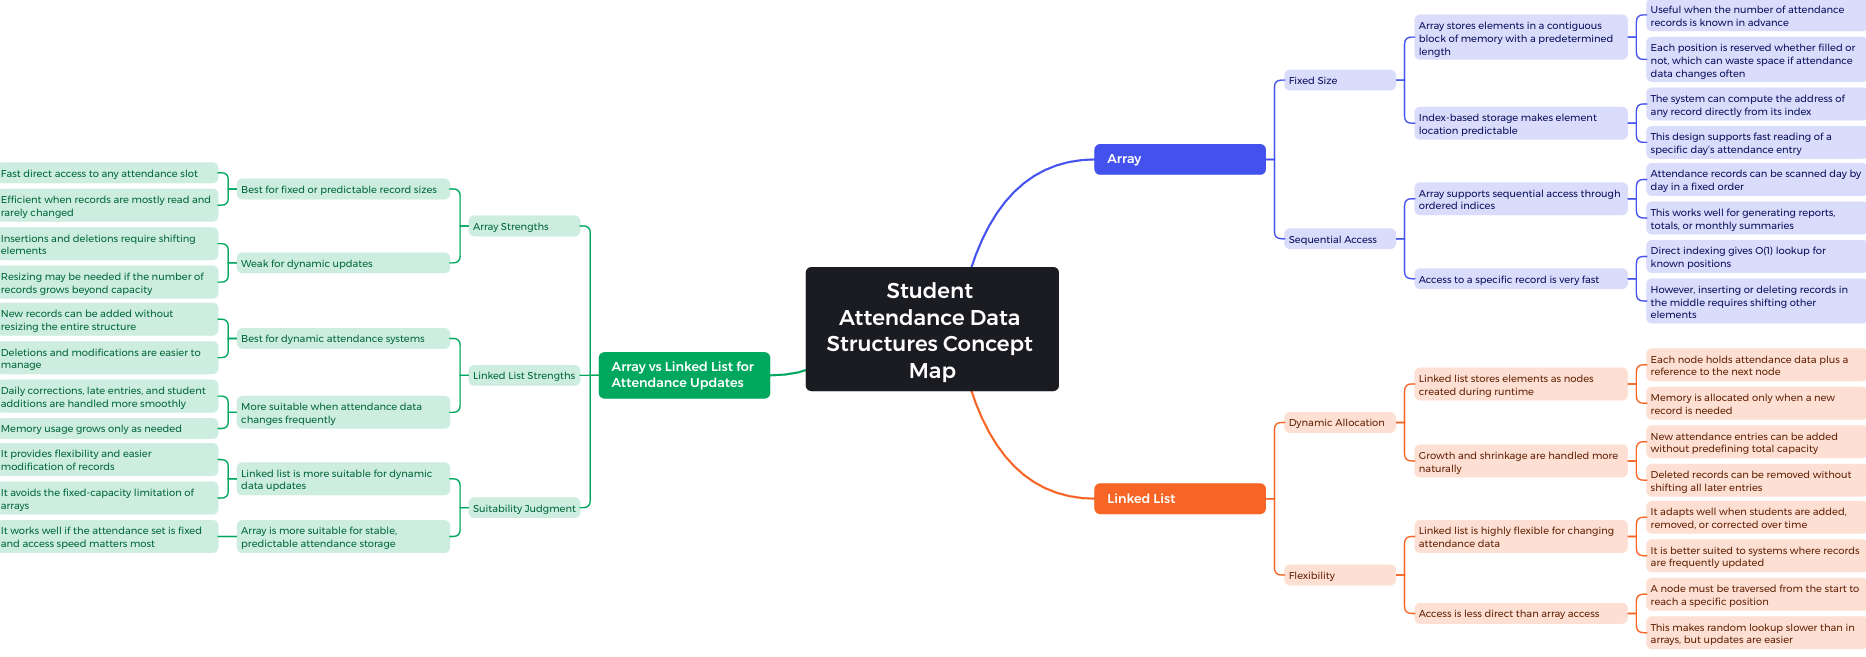 Student
Attendance Data
Structures Concept
Map
Array
Fixed Size
Array stores elements in a contiguous
block of memory with a predetermined
length
Useful when the number of attendance
records is known in advance
Each position is reserved whether filled or
not, which can waste space if attendance
data changes often
Index-based storage makes element
location predictable
The system can compute the address of
any record directly from its index
This design supports fast reading of a
specific day's attendance entry
Sequential Access
Array supports sequential access through
ordered indices
Attendance records can be scanned day by
day in a fixed order
This works well for generating reports,
totals, or monthly summaries
Access to a specific record is very fast
Direct indexing gives O(1) lookup for
known positions
However, inserting or deleting records in
the middle requires shifting other
elements
Linked List
Dynamic Allocation
Linked list stores elements as nodes
created during runtime
Each node holds attendance data plus a
reference to the next node
Memory is allocated only when a new
record is needed
Growth and shrinkage are handled more
naturally
New attendance entries can be added
without predefining total capacity
Deleted records can be removed without
shifting all later entries
Flexibility
Linked list is highly flexible for changing
attendance data
It adapts well when students are added,
removed, or corrected over time
It is better suited to systems where records
are frequently updated
Access is less direct than array access
A node must be traversed from the start to
reach a specific position
This makes random lookup slower than in
arrays, but updates are easier
Array vs Linked List for
Attendance Updates
Array Strengths
Best for fixed or predictable record sizes
Fast direct access to any attendance slot
Efficient when records are mostly read and
rarely changed
Weak for dynamic updates
Insertions and deletions require shifting
elements
Resizing may be needed if the number of
records grows beyond capacity
Linked List Strengths
Best for dynamic attendance systems
New records can be added without
resizing the entire structure
Deletions and modifications are easier to
manage
More suitable when attendance data
changes frequently
Daily corrections, late entries, and student
additions are handled more smoothly
Memory usage grows only as needed
Suitability Judgment
Linked list is more suitable for dynamic
data updates
It provides flexibility and easier
modification of records
It avoids the fixed-capacity limitation of
arrays
Array is more suitable for stable,
predictable attendance storage
It works well if the attendance set is fixed
and access speed matters most